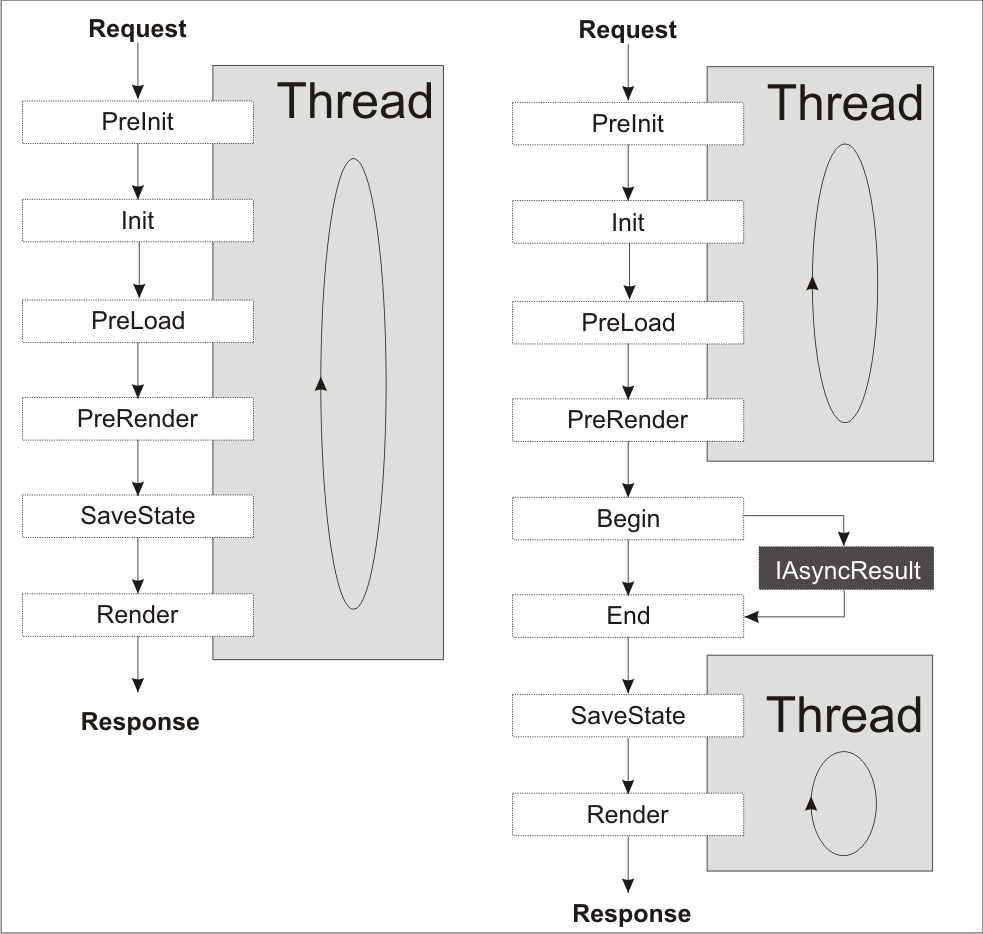 Request
Thread
PreInit
Init
PreLoad
PreRender
SaveState
Render
Response
Request
Thread
PreInit
Init
PreLoad
PreRender
Begin
IAsyncResult
End
Thread
SaveState
Render
Response